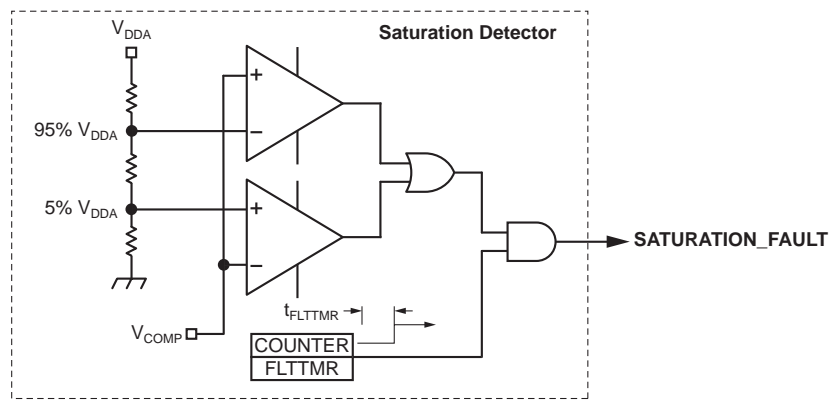 V_DDA
Saturation Detector
+
−
95% V_DDA
5% V_DDA
+
−
SATURATION_FAULT
t_FLTTMR
V_COMP
COUNTER
FLTTMR